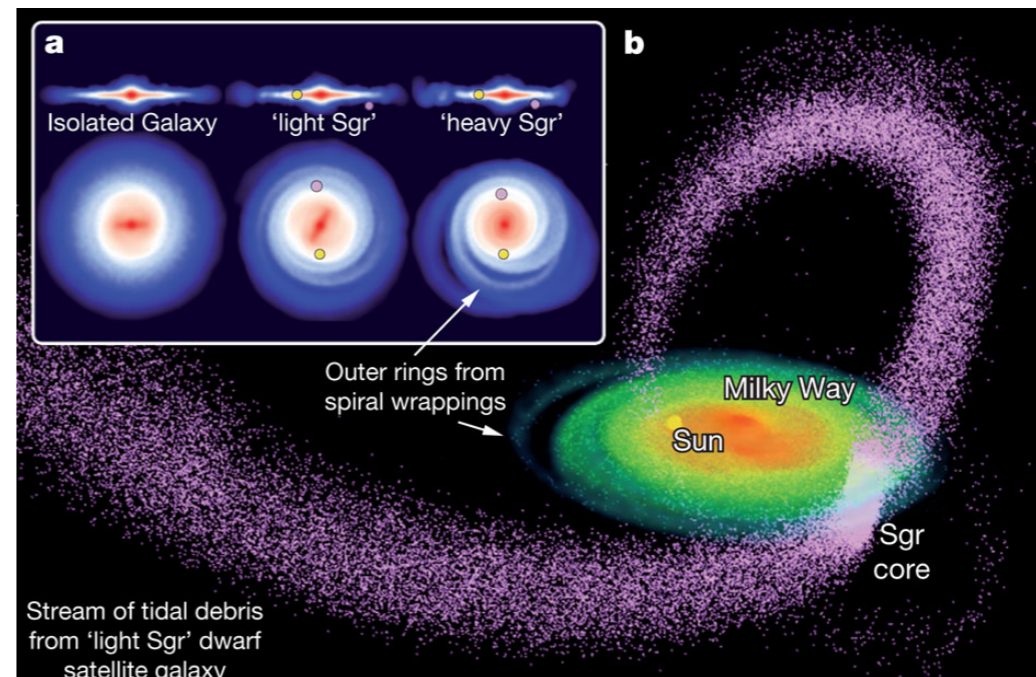 a
Isolated Galaxy
‘light Sgr’
‘heavy Sgr’
b
Outer rings from
spiral wrappings
Milky Way
Sun
Sgr
core
Stream of tidal debris
from ‘light Sgr’ dwarf
satellite galaxy